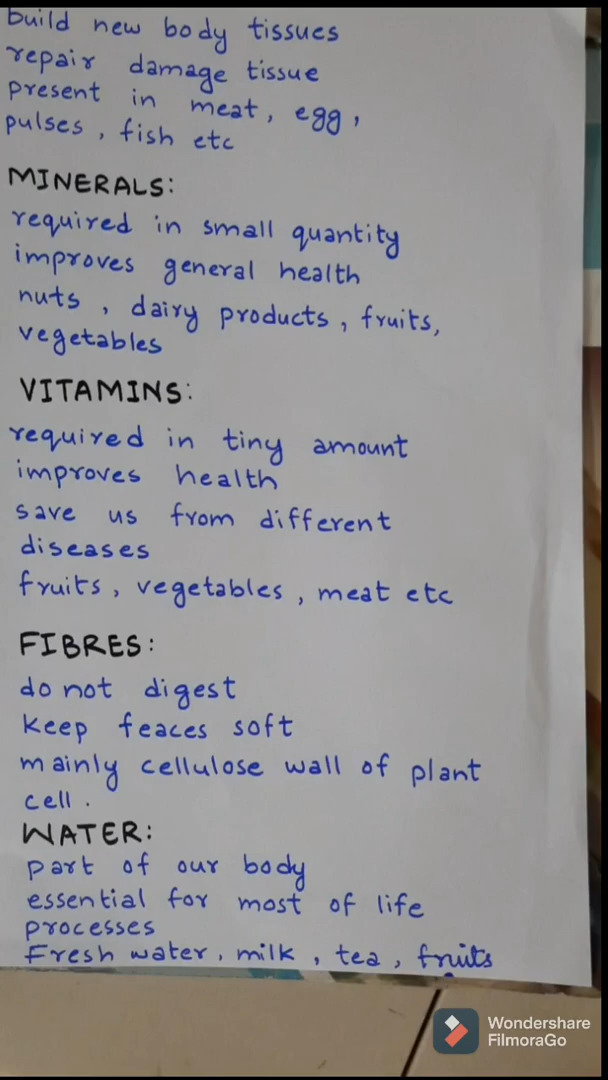 build new body tissues
repair damage tissue
present in meat, egg,
pulses, fish etc
MINERALS:
required in small quantity
improves general health
nuts, dairy products, fruits,
vegetables
VITAMINS:
required in tiny amount
improves health
save us from different
diseases
fruits, vegetables, meat etc
FIBRES:
do not digest
keep feaces soft
mainly cellulose wall of plant
cell.
WATER:
part of our body
essential for most of life
processes
Fresh water, milk, tea, fruits
Wondershare
FilmoraGo